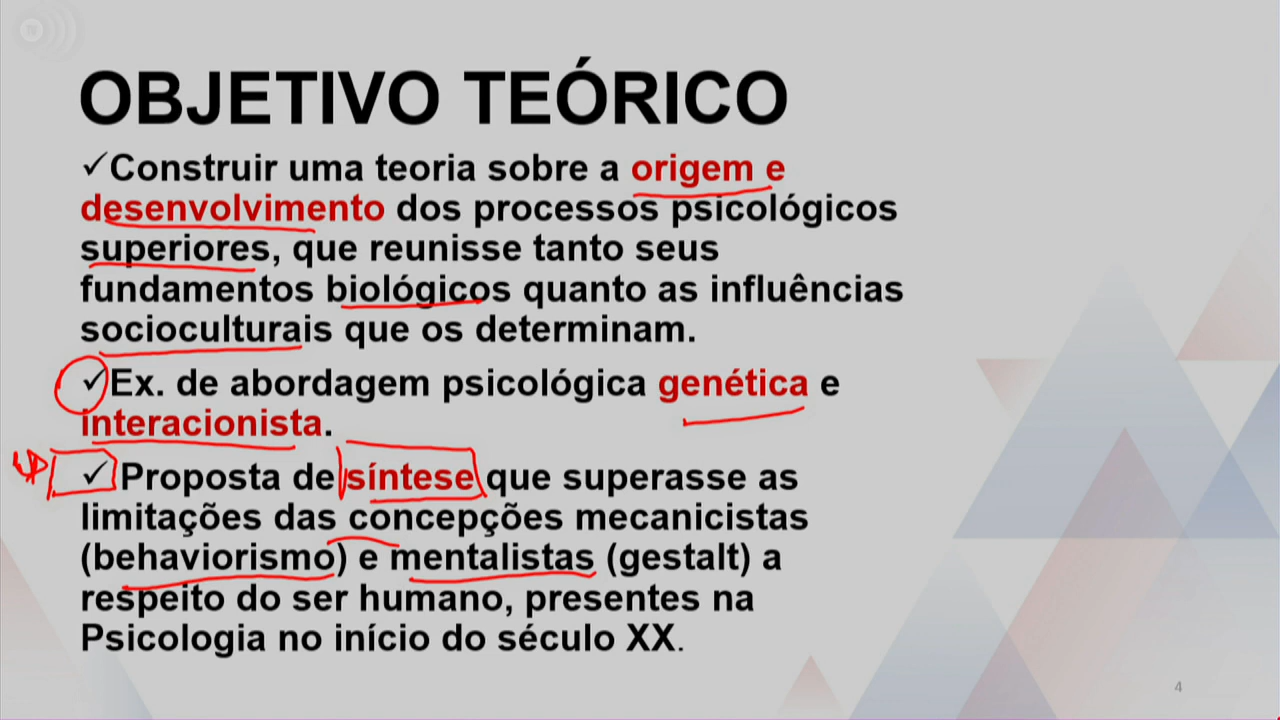 OBJETIVO TEÓRICO
✓Construir uma teoria sobre a origem e
desenvolvimento dos processos psicológicos
superiores, que reunisse tanto seus
fundamentos biológicos quanto as influências
socioculturais que os determinam.
✓Ex. de abordagem psicológica genética e
interacionista.
✓ Proposta de síntese que superasse as
limitações das concepções mecanicistas
(behaviorismo) e mentalistas (gestalt) a
respeito do ser humano, presentes na
Psicologia no início do século XX.
4